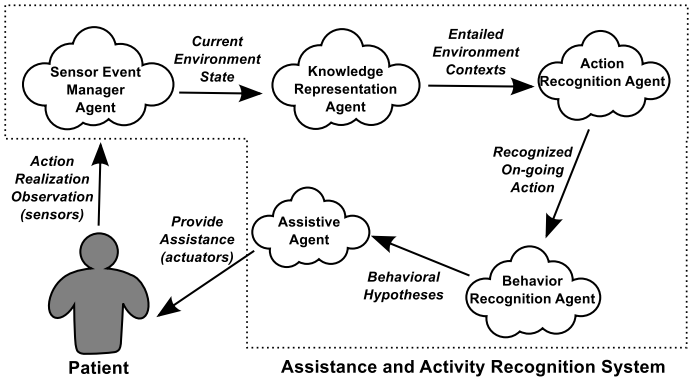 Current
Environment
State
Entailed
Environment
Contexts
Sensor Event
Manager
Agent
Knowledge
Representation
Agent
Action
Recognition Agent
Action
Realization
Observation
(sensors)
Recognized
On-going
Action
Provide
Assistance
(actuators)
Assistive
Agent
Behavioral
Hypotheses
Behavior
Recognition Agent
Patient
Assistance and Activity Recognition System